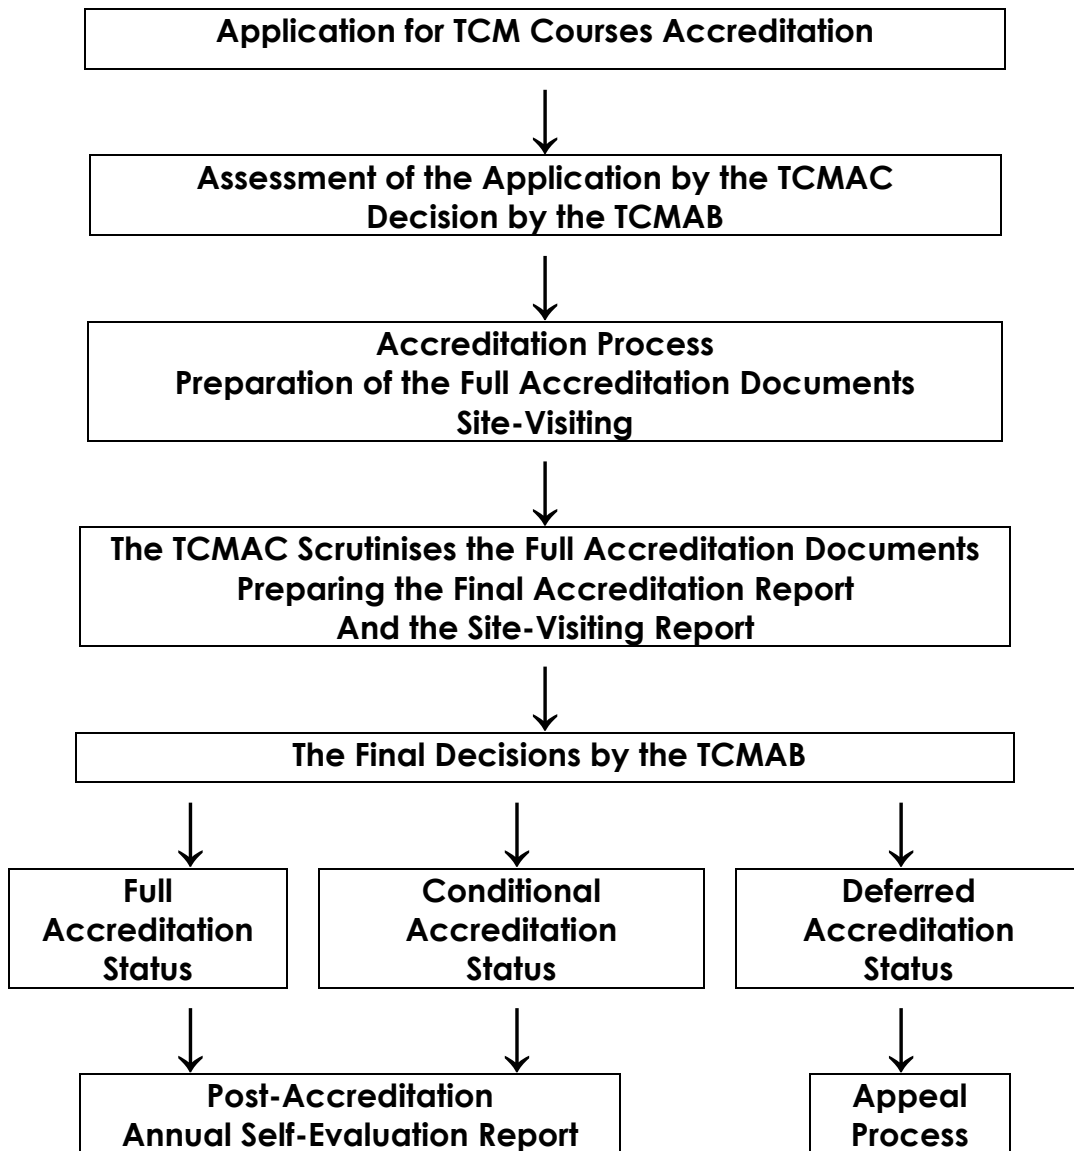 Application for TCM Courses Accreditation
Assessment of the Application by the TCMAC
Decision by the TCMAB
Accreditation Process
Preparation of the Full Accreditation Documents
Site-Visiting
The TCMAC Scrutinises the Full Accreditation Documents
Preparing the Final Accreditation Report
And the Site-Visiting Report
The Final Decisions by the TCMAB
Full
Accreditation
Status
Conditional
Accreditation
Status
Deferred
Accreditation
Status
Post-Accreditation
Annual Self-Evaluation Report
Appeal
Process